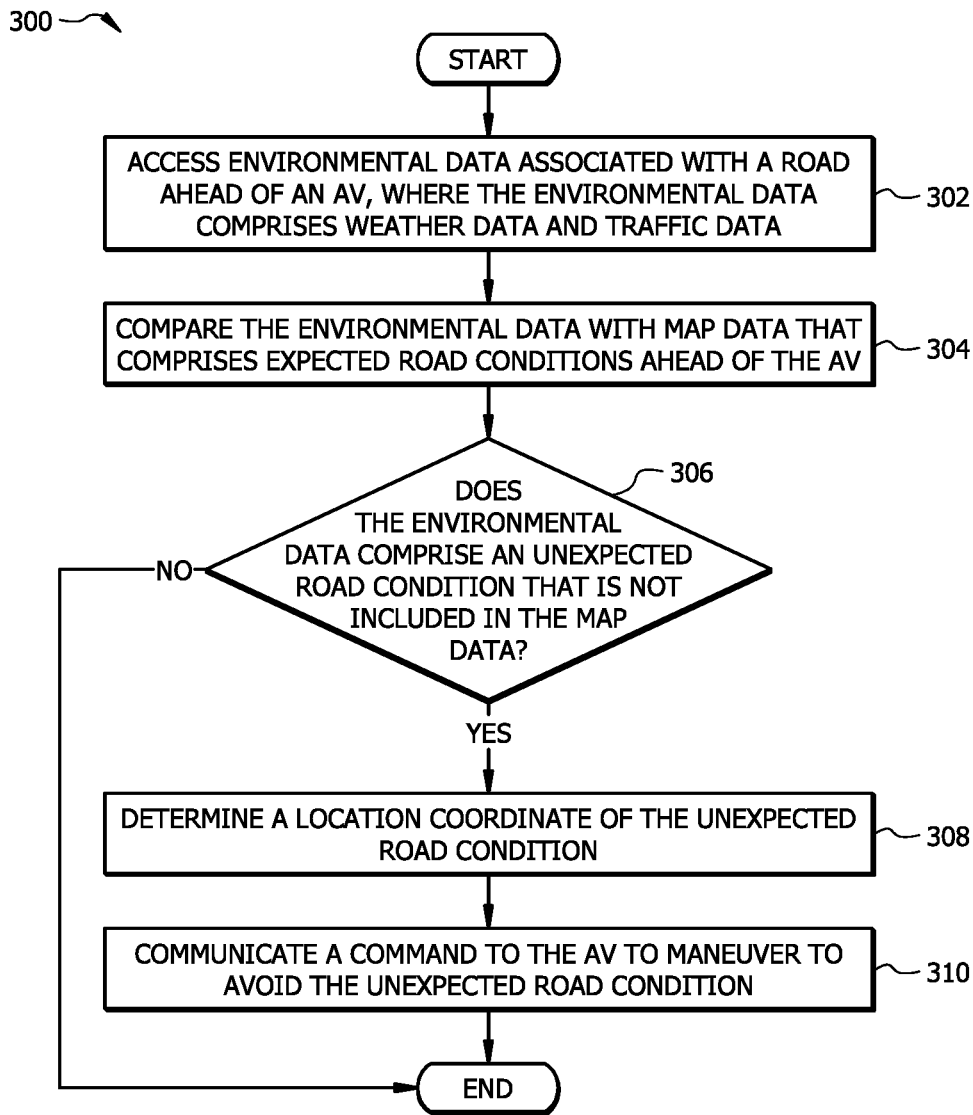 300
START
ACCESS ENVIRONMENTAL DATA ASSOCIATED WITH A ROAD
AHEAD OF AN AV, WHERE THE ENVIRONMENTAL DATA
COMPRISES WEATHER DATA AND TRAFFIC DATA
302
COMPARE THE ENVIRONMENTAL DATA WITH MAP DATA THAT
COMPRISES EXPECTED ROAD CONDITIONS AHEAD OF THE AV
304
306
DOES
THE ENVIRONMENTAL
DATA COMPRISE AN UNEXPECTED
ROAD CONDITION THAT IS NOT
INCLUDED IN THE MAP
DATA?
NO
YES
DETERMINE A LOCATION COORDINATE OF THE UNEXPECTED
ROAD CONDITION
308
COMMUNICATE A COMMAND TO THE AV TO MANEUVER TO
AVOID THE UNEXPECTED ROAD CONDITION
310
END